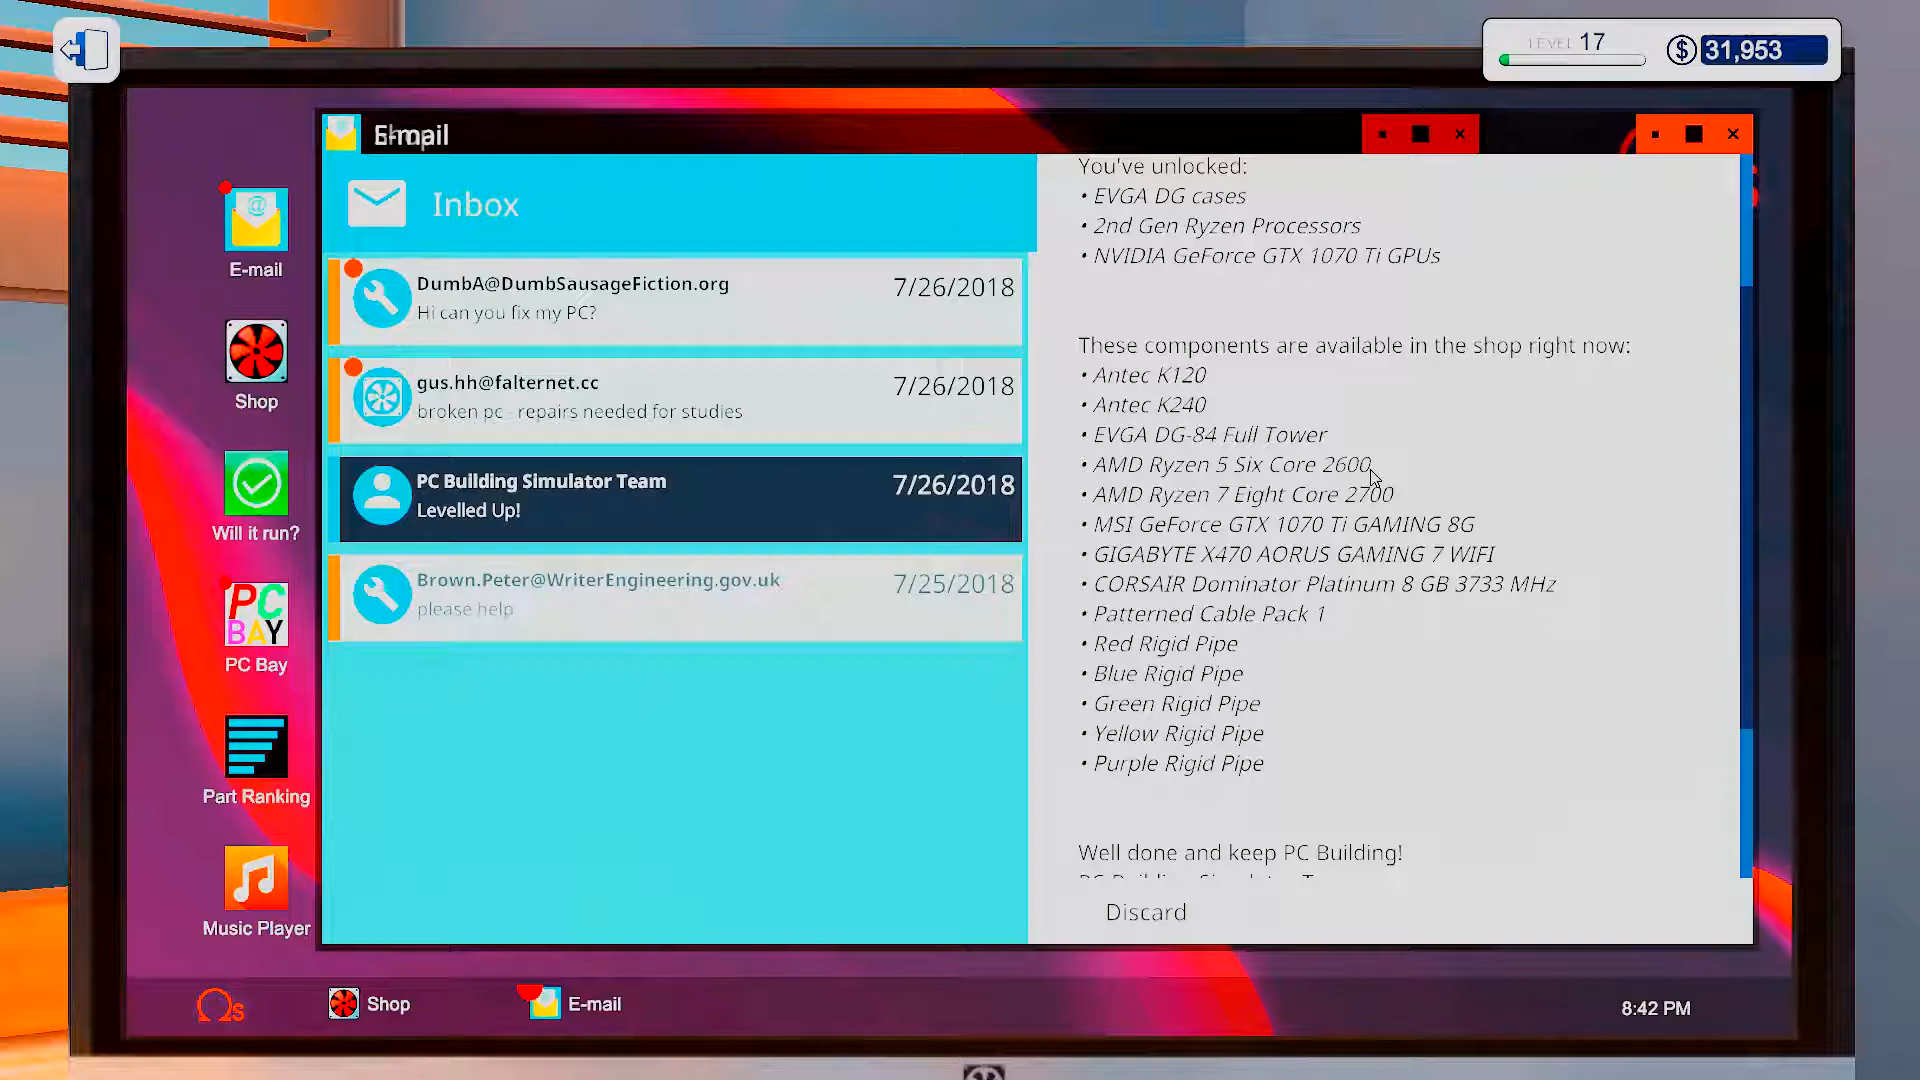 LEVEL 17
$ 31,953
E-mail
Inbox
DumbA@DumbSausageFiction.org
7/26/2018
Hi can you fix my PC?
gus.hh@falternet.cc
7/26/2018
broken pc - repairs needed for studies
PC Building Simulator Team
7/26/2018
Levelled Up!
Brown.Peter@WriterEngineering.gov.uk
7/25/2018
please help
You've unlocked:
• EVGA DG cases
• 2nd Gen Ryzen Processors
• NVIDIA GeForce GTX 1070 Ti GPUs
These components are available in the shop right now:
• Antec K120
• Antec K240
• EVGA DG-84 Full Tower
• AMD Ryzen 5 Six Core 2600
• AMD Ryzen 7 Eight Core 2700
• MSI GeForce GTX 1070 Ti GAMING 8G
• GIGABYTE X470 AORUS GAMING 7 WIFI
• CORSAIR Dominator Platinum 8 GB 3733 MHz
• Patterned Cable Pack 1
• Red Rigid Pipe
• Blue Rigid Pipe
• Green Rigid Pipe
• Yellow Rigid Pipe
• Purple Rigid Pipe
Well done and keep PC Building!
Discard
E-mail
Shop
Will it run?
PC
BAY
PC Bay
Part Ranking
Music Player
Ωs
Shop
E-mail
8:42 PM